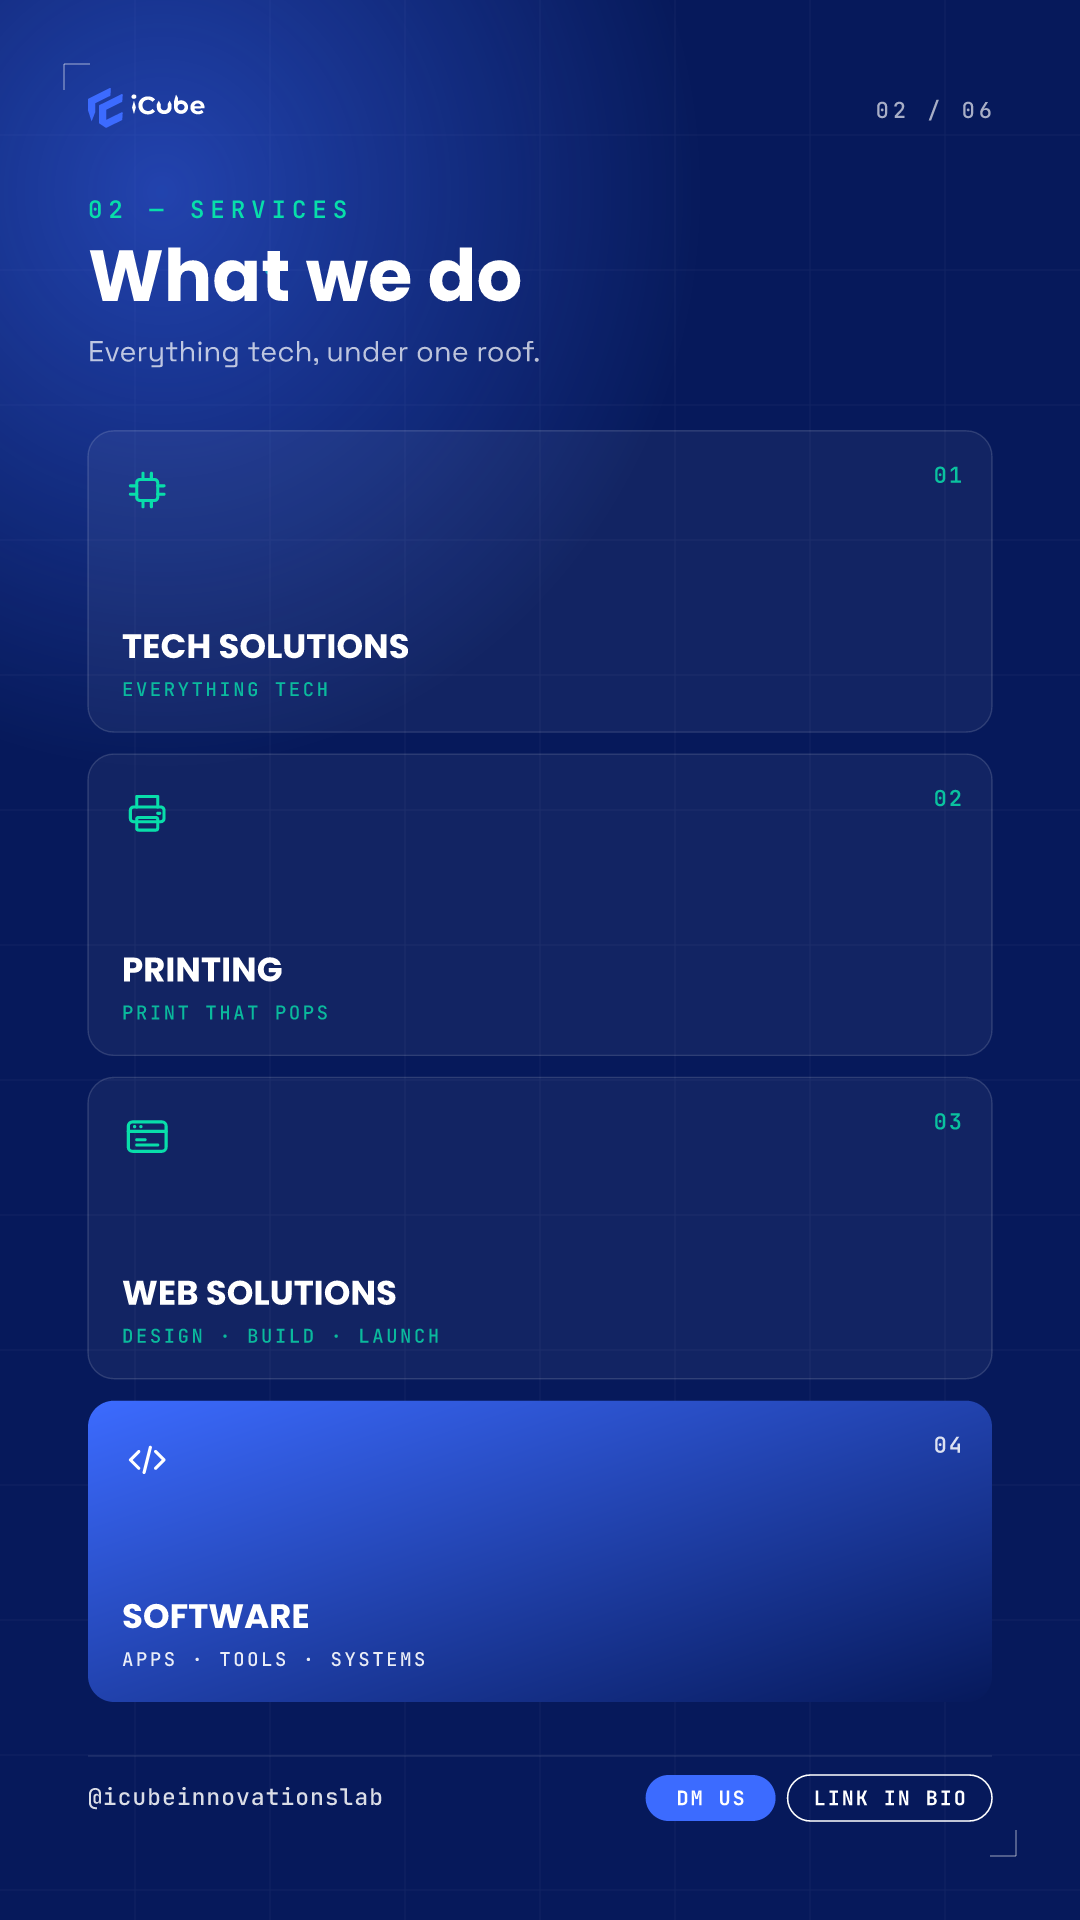 iCube
02 / 06
02 — SERVICES
What we do
Everything tech, under one roof.
01
TECH SOLUTIONS
EVERYTHING TECH
02
PRINTING
PRINT THAT POPS
03
WEB SOLUTIONS
DESIGN · BUILD · LAUNCH
04
SOFTWARE
APPS · TOOLS · SYSTEMS
@icubeinnovationslab
DM US
LINK IN BIO